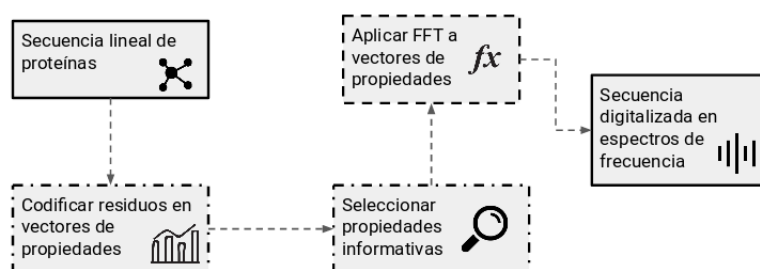 Secuencia lineal de
proteínas
Codificar residuos en
vectores de
propiedades
Seleccionar
propiedades
informativas
Aplicar FFT a
vectores de
propiedades
fx
Secuencia
digitalizada en
espectros de
frecuencia